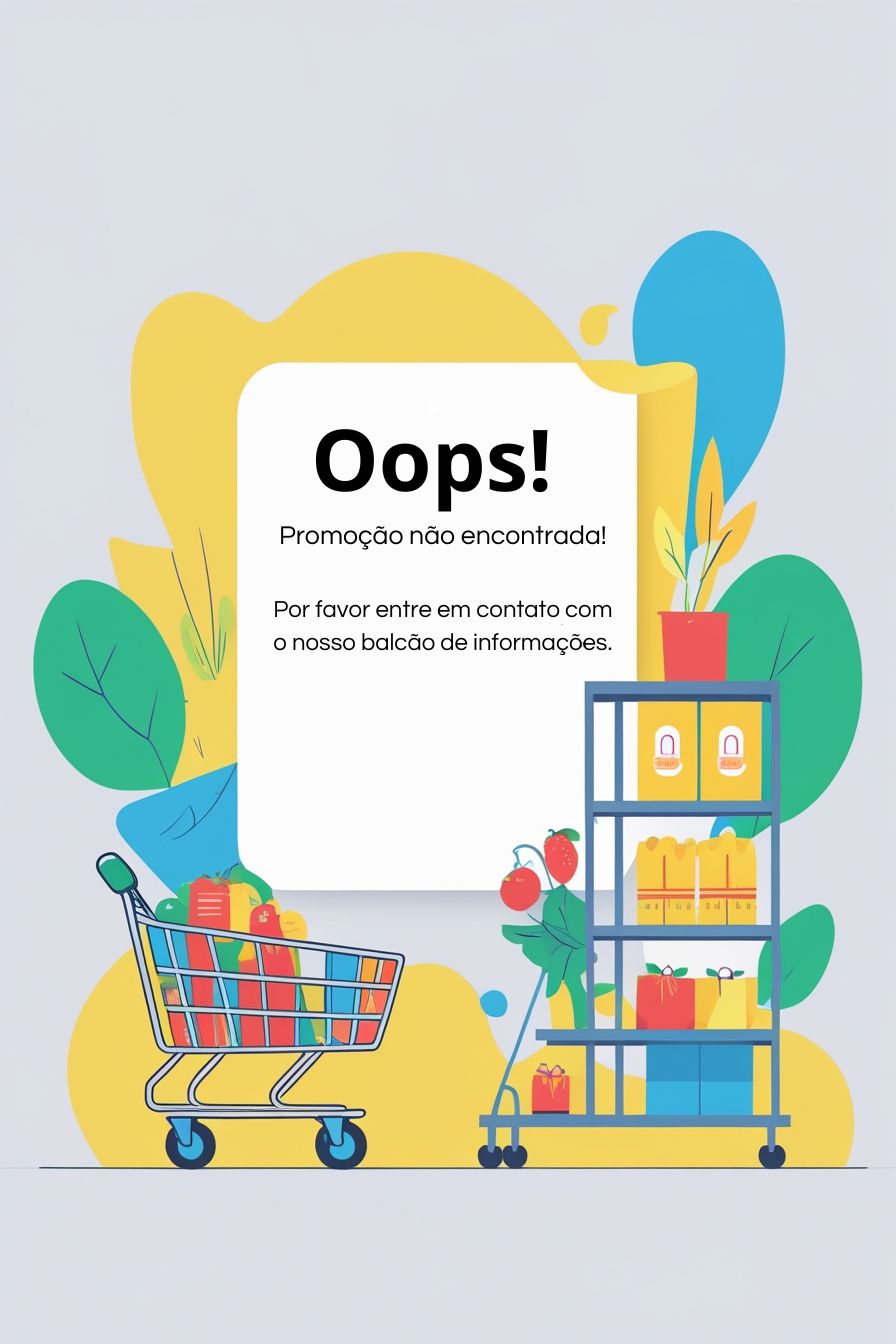 Oops!
Promoção não encontrada!
Por favor entre em contato com
o nosso balcão de informações.